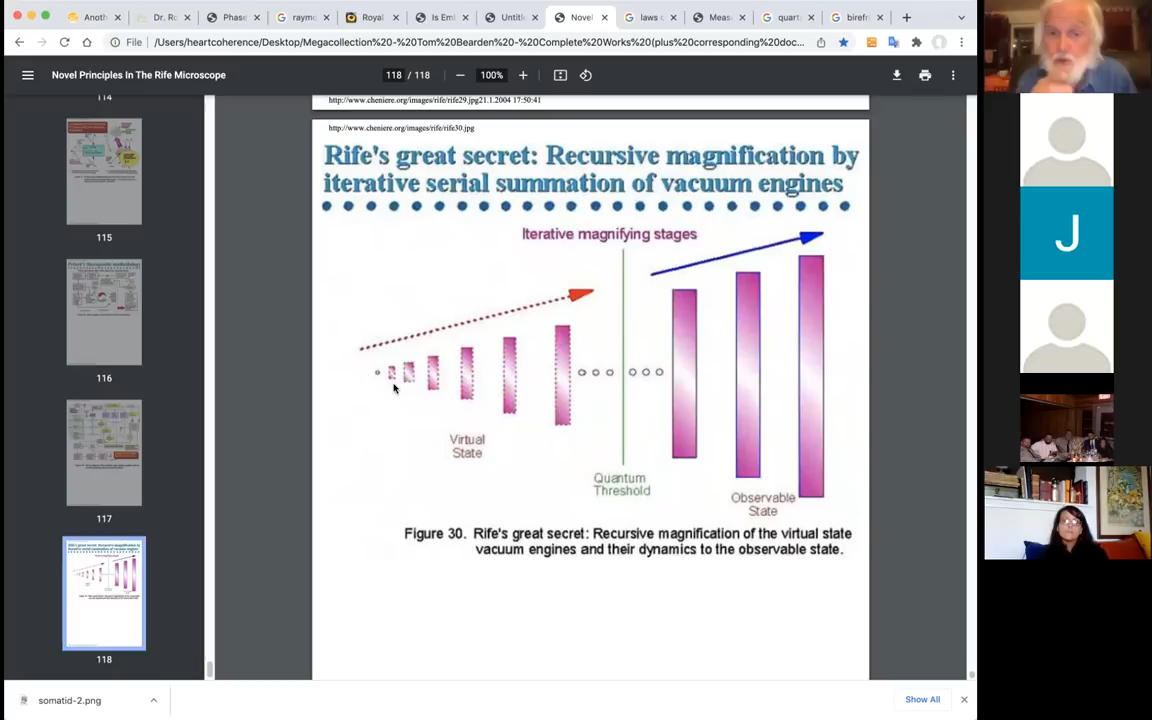 Anoth
Dr. Ro
Phase
raymo
Royal
Is Emb
Untitle
Novel
laws o
Meas
quart
birefr
File
/Users/heartcoherence/Desktop/Megacollection%20-%20Tom%20Bearden%20-%20Complete%20Works(plus%20corresponding%20doc...
Novel Principles In The Rife Microscope
118 / 118
100%
114
115
116
117
118
http://www.cheniere.org/images/rife/rife29.jpg21.1.2004 17:50:41
http://www.cheniere.org/images/rife/rife30.jpg
Rife's great secret: Recursive magnification by
iterative serial summation of vacuum engines
Iterative magnifying stages
Virtual
State
Quantum
Threshold
Observable
State
Figure 30. Rife's great secret: Recursive magnification of the virtual state
vacuum engines and their dynamics to the observable state.
J
somatid-2.png
Show All